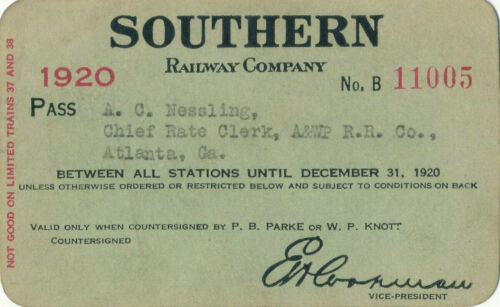 SOUTHERN
RAILWAY COMPANY
1920
No. B 11005
PASS A. C. Nessling,
Chief Rate Clerk, A&WP R.R. Co.,
Atlanta, Ga.
BETWEEN ALL STATIONS UNTIL DECEMBER 31, 1920
UNLESS OTHERWISE ORDERED OR RESTRICTED BELOW AND SUBJECT TO CONDITIONS ON BACK
VALID ONLY WHEN COUNTERSIGNED BY P. B. PARKE OR W. P. KNOTT
COUNTERSIGNED
VICE-PRESIDENT
NOT GOOD ON LIMITED TRAINS 37 AND 38